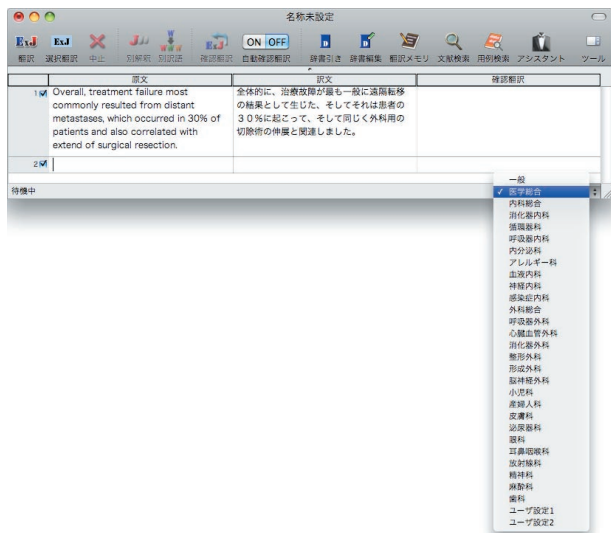 名称未設定
翻訳 選択翻訳 中止 別解釈 別訳語 確認翻訳 自動確認翻訳 辞書引き 辞書編集 翻訳メモリ 文献検索 用例検索 アシスタント ツール
ON OFF
原文 訳文 確認翻訳
1 Overall, treatment failure most
commonly resulted from distant
metastases, which occurred in 30% of
patients and also correlated with
extend of surgical resection.
全体的に、治療故障が最も一般に遠隔転移
の結果として生じた、そしてそれは患者の
30%に起こって、そして同じく外科用の
切除術の伸展と関連しました。
2
待機中
一般
✓ 医学総合
内科総合
消化器内科
循環器科
呼吸器内科
内分泌科
アレルギー科
血液内科
神経内科
感染症内科
外科総合
呼吸器外科
心臓血管外科
消化器外科
整形外科
形成外科
脳神経外科
小児科
産婦人科
皮膚科
泌尿器科
眼科
耳鼻咽喉科
放射線科
精神科
麻酔科
歯科
ユーザ設定1
ユーザ設定2